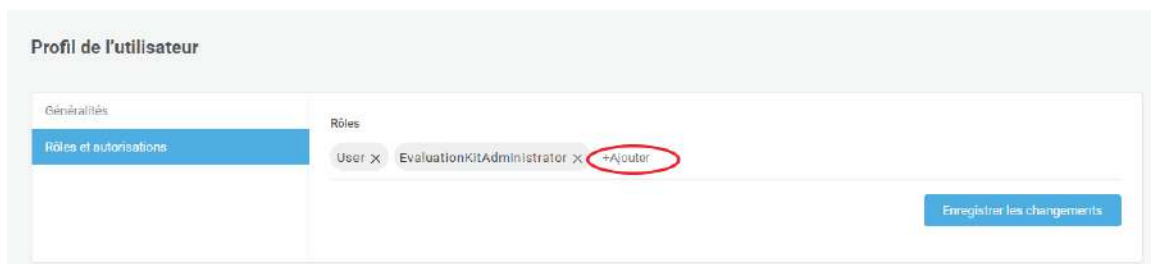 Profil de l'utilisateur
Généralités
Rôles et autorisations
Rôles
User × EvaluationKitAdministrator × +Ajouter
Enregistrer les changements